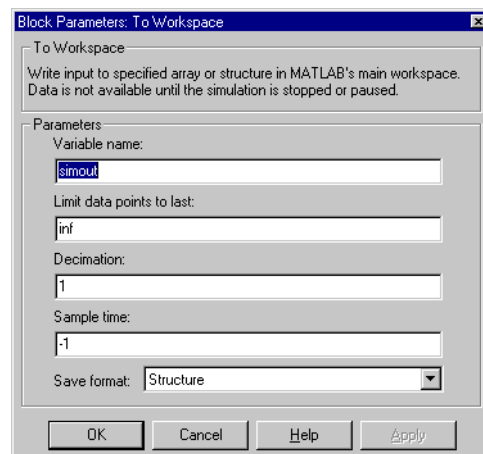 Block Parameters: To Workspace
To Workspace
Write input to specified array or structure in MATLAB's main workspace.
Data is not available until the simulation is stopped or paused.
Parameters
Variable name:
simout
Limit data points to last:
inf
Decimation:
1
Sample time:
-1
Save format: Structure
OK Cancel Help Apply